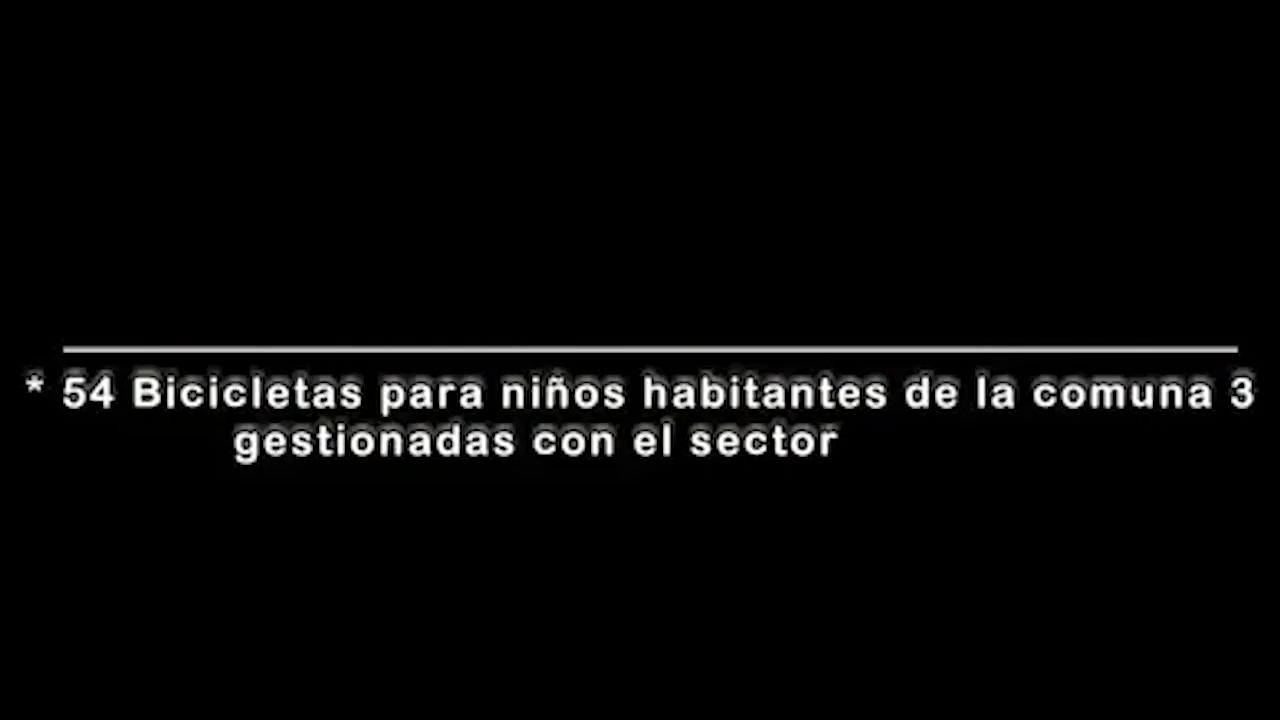 * 54 Bicicletas para niños habitantes de la comuna 3
gestionadas con el sector